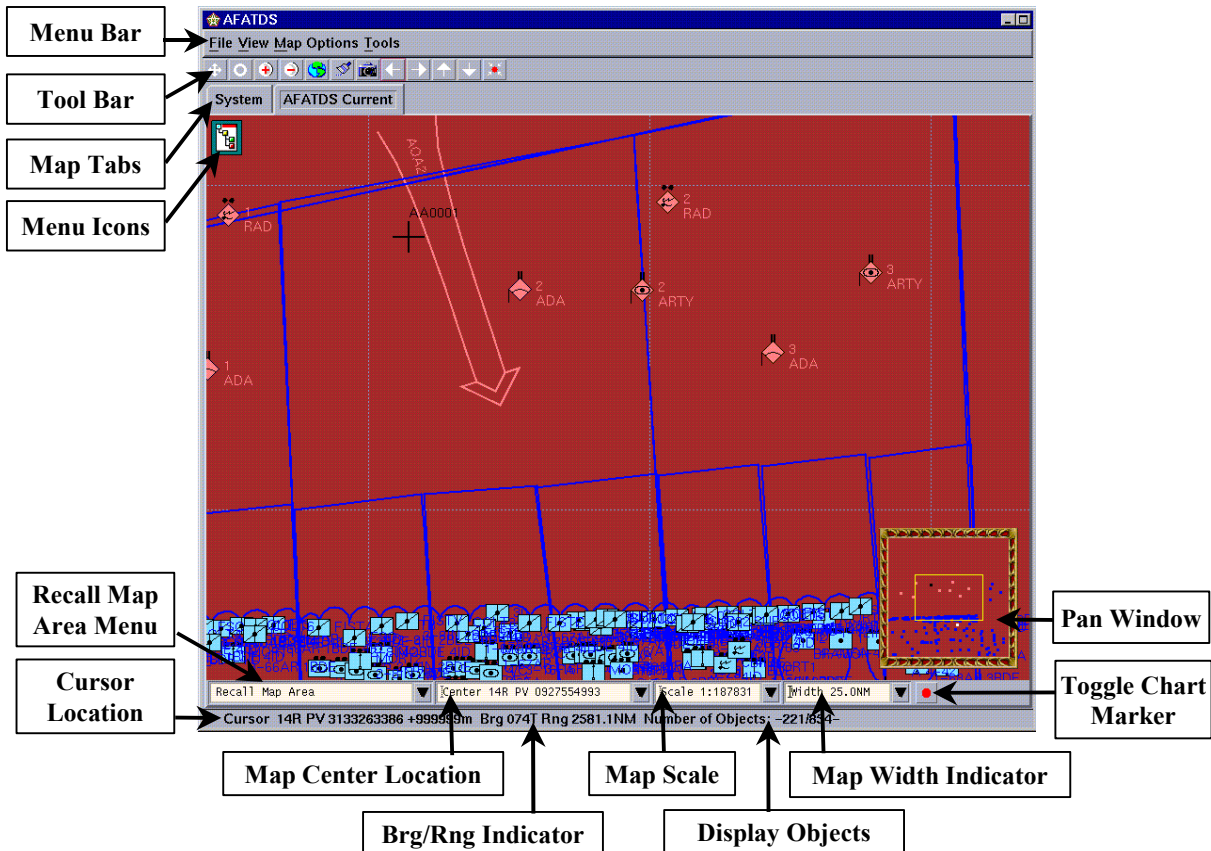 AFATDS
File View Map Options Tools
System
AFATDS Current
Menu Bar
Tool Bar
Map Tabs
Menu Icons
AOA2
AA0001
1
RAD
2
RAD
2
ADA
2
ARTY
3
ARTY
3
ADA
1
ADA
Recall Map
Area Menu
Cursor
Location
Pan Window
Toggle Chart
Marker
Recall Map Area
Center 14R PV 0927554993
Scale 1:187831
Width 25.0NM
Cursor 14R PV 3133263386 +999999m Brg 074T Rng 2581.1NM Number of Objects: -221/834-
Map Center Location
Map Scale
Map Width Indicator
Brg/Rng Indicator
Display Objects